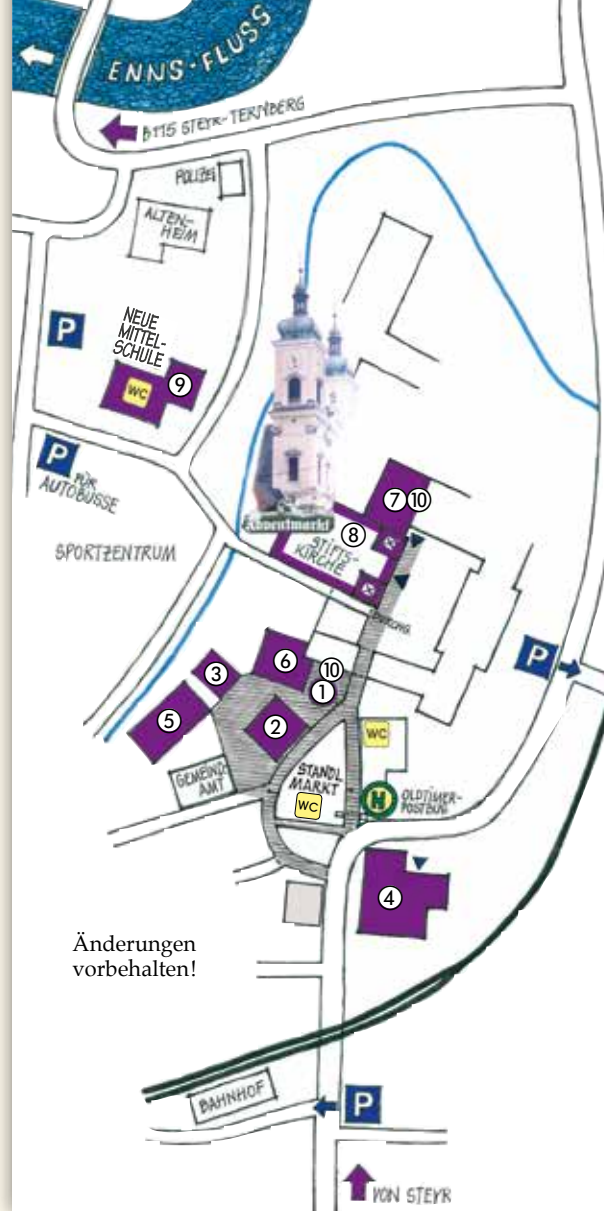 ENNS-FLUSS
B115 STEYR-TERNBERG
POLIZEI
ALTEN-
HEIM
NEUE
MITTEL-
SCHULE
P
WC
9
P
FÜR
AUTOBUSSE
SPORTZENTRUM
Adventmarkt
7 10
8
STIFTS-
KIRCHE
P
6
10
3
1
5
2
WC
GEMEIND-
AMT
STANDL
MARKT
WC
H
OLDTIMER-
POSTBUS
4
Änderungen
vorbehalten!
BAHNHOF
P
VON STEYR